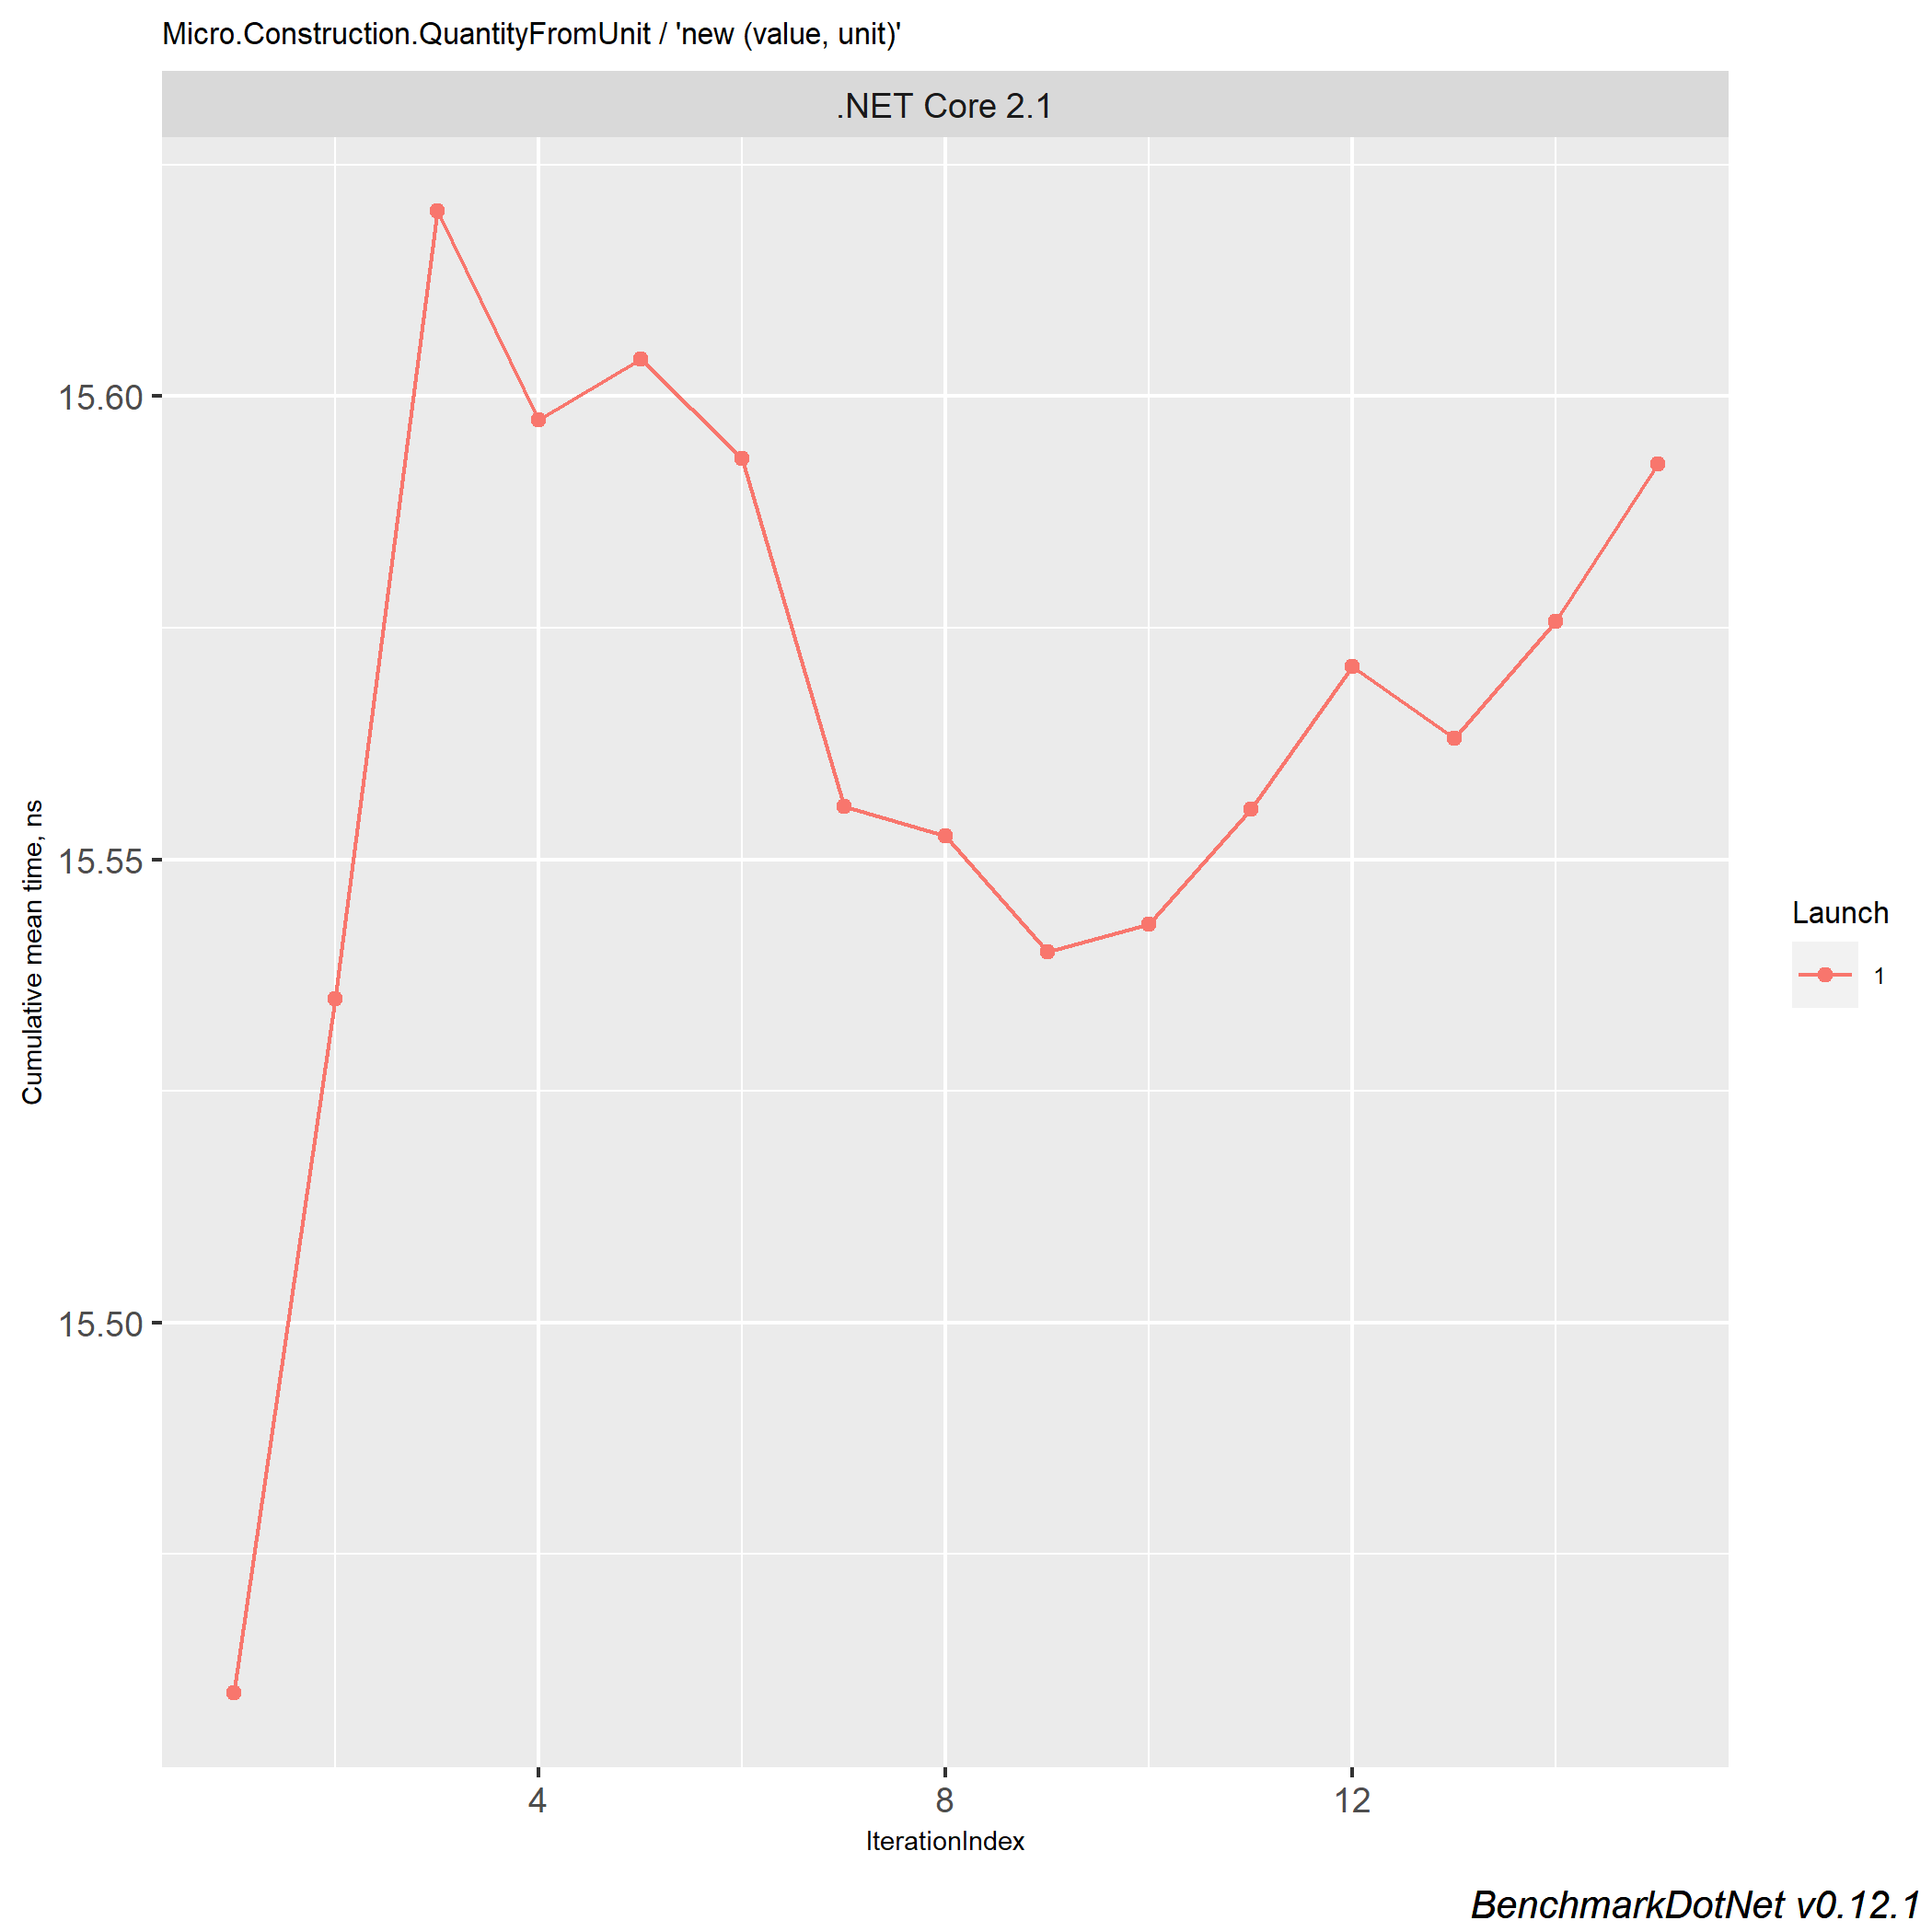 Micro.Construction.QuantityFromUnit / 'new (value, unit)'
.NET Core 2.1
15.60
15.55
15.50
Cumulative mean time, ns
4
8
12
IterationIndex
Launch
1
BenchmarkDotNet v0.12.1